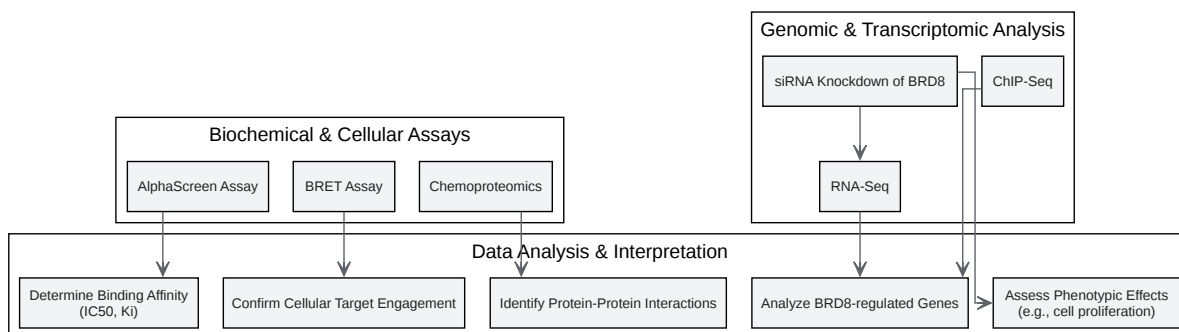 Genomic & Transcriptomic Analysis
siRNA Knockdown of BRD8
ChIP-Seq
Biochemical & Cellular Assays
AlphaScreen Assay
BRET Assay
Chemoproteomics
RNA-Seq
Data Analysis & Interpretation
Determine Binding Affinity
(IC50, Ki)
Confirm Cellular Target Engagement
Identify Protein-Protein Interactions
Analyze BRD8-regulated Genes
Assess Phenotypic Effects
(e.g., cell proliferation)